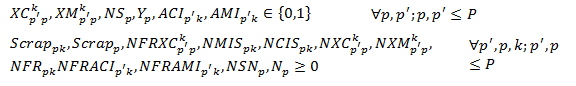 XC^k_{p'p}, XM^k_{p'p}, NS_p, Y_p, ACI_{p'k}, AMI_{p'k} ∈ {0,1} ∀p, p'; p, p' ≤ P
Scrap_{pk}, Scrap_p, NFRXC^k_{p'p}, NMIS_{pk}, NCIS_{pk}, NXC^k_{p'p}, NXM^k_{p'p}, ∀p', p, k; p', p
NFR_{pk}NFRACI_{p'k}, NFRAMI_{p'k}, NSN_p, N_p ≥ 0 ≤ P